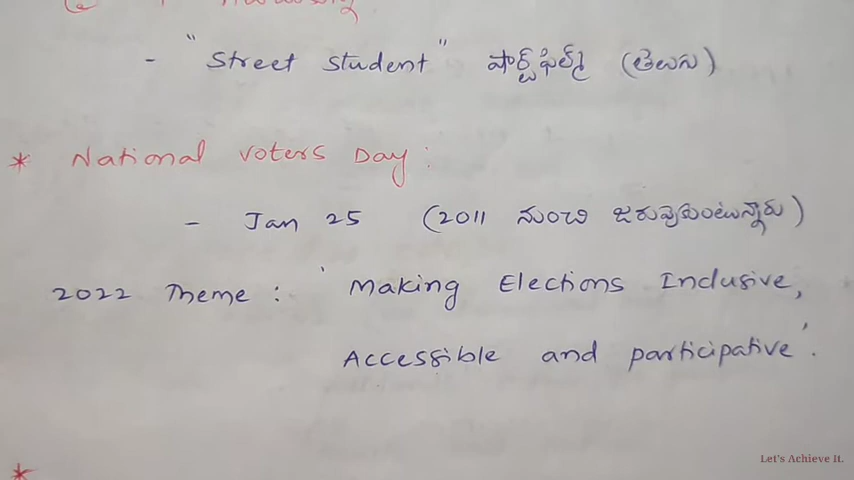 - "Street Student" షార్ట్ ఫిల్మ్ (తెలుగు)
* National Voters Day :
- Jan 25 (2011 నుంచి జరుపుకుంటున్నారు)
2022 Theme : 'Making Elections Inclusive,
Accessible and participative'.
*
Let's Achieve It.